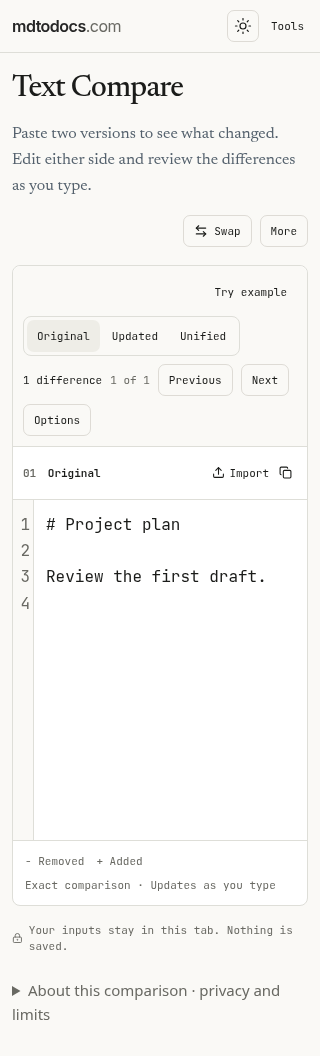 mdtodocs.com
Tools
Text Compare
Paste two versions to see what changed.
Edit either side and review the differences
as you type.
Swap
More
Try example
Original
Updated
Unified
1 difference 1 of 1
Previous
Next
Options
01 Original
Import
1 # Project plan
2
3 Review the first draft.
4
- Removed + Added
Exact comparison · Updates as you type
Your inputs stay in this tab. Nothing is
saved.
About this comparison · privacy and
limits